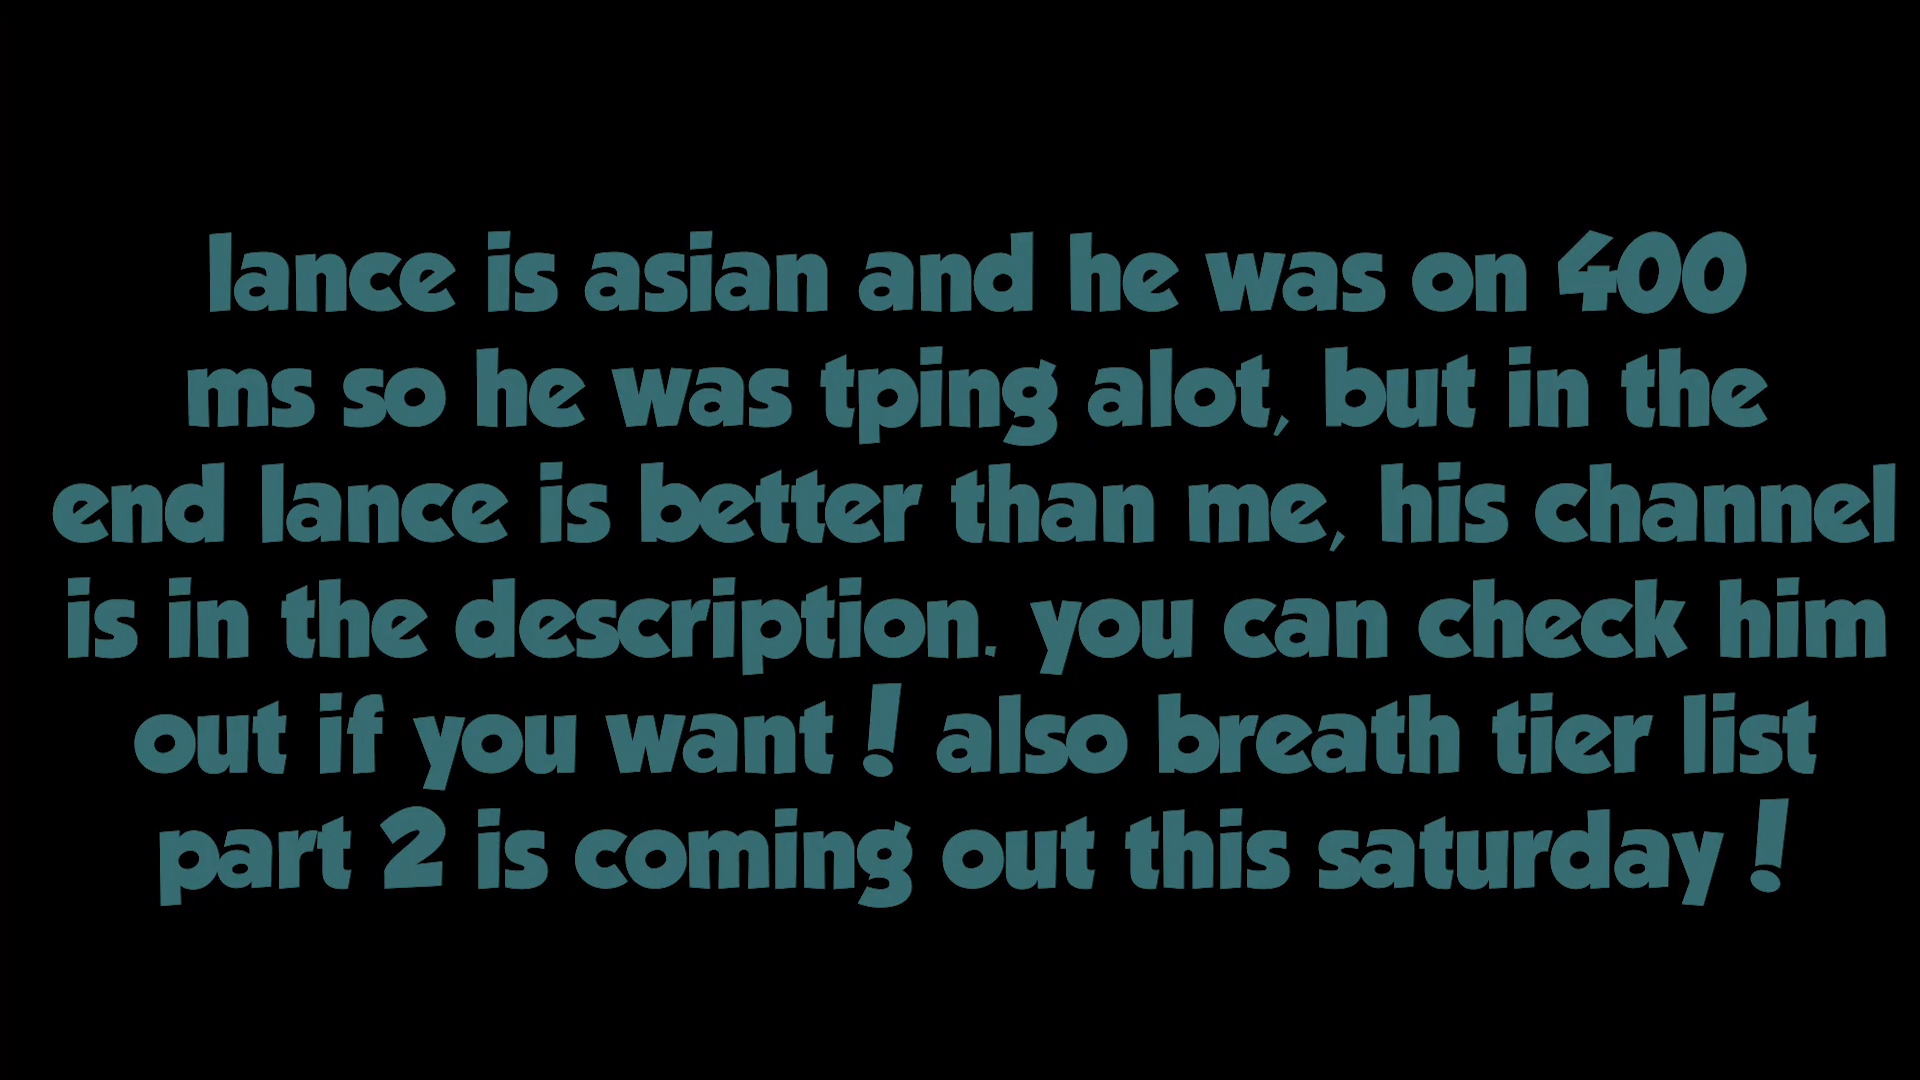 lance is asian and he was on 400
ms so he was tping alot, but in the
end lance is better than me, his channel
is in the description. you can check him
out if you want! also breath tier list
part 2 is coming out this saturday!